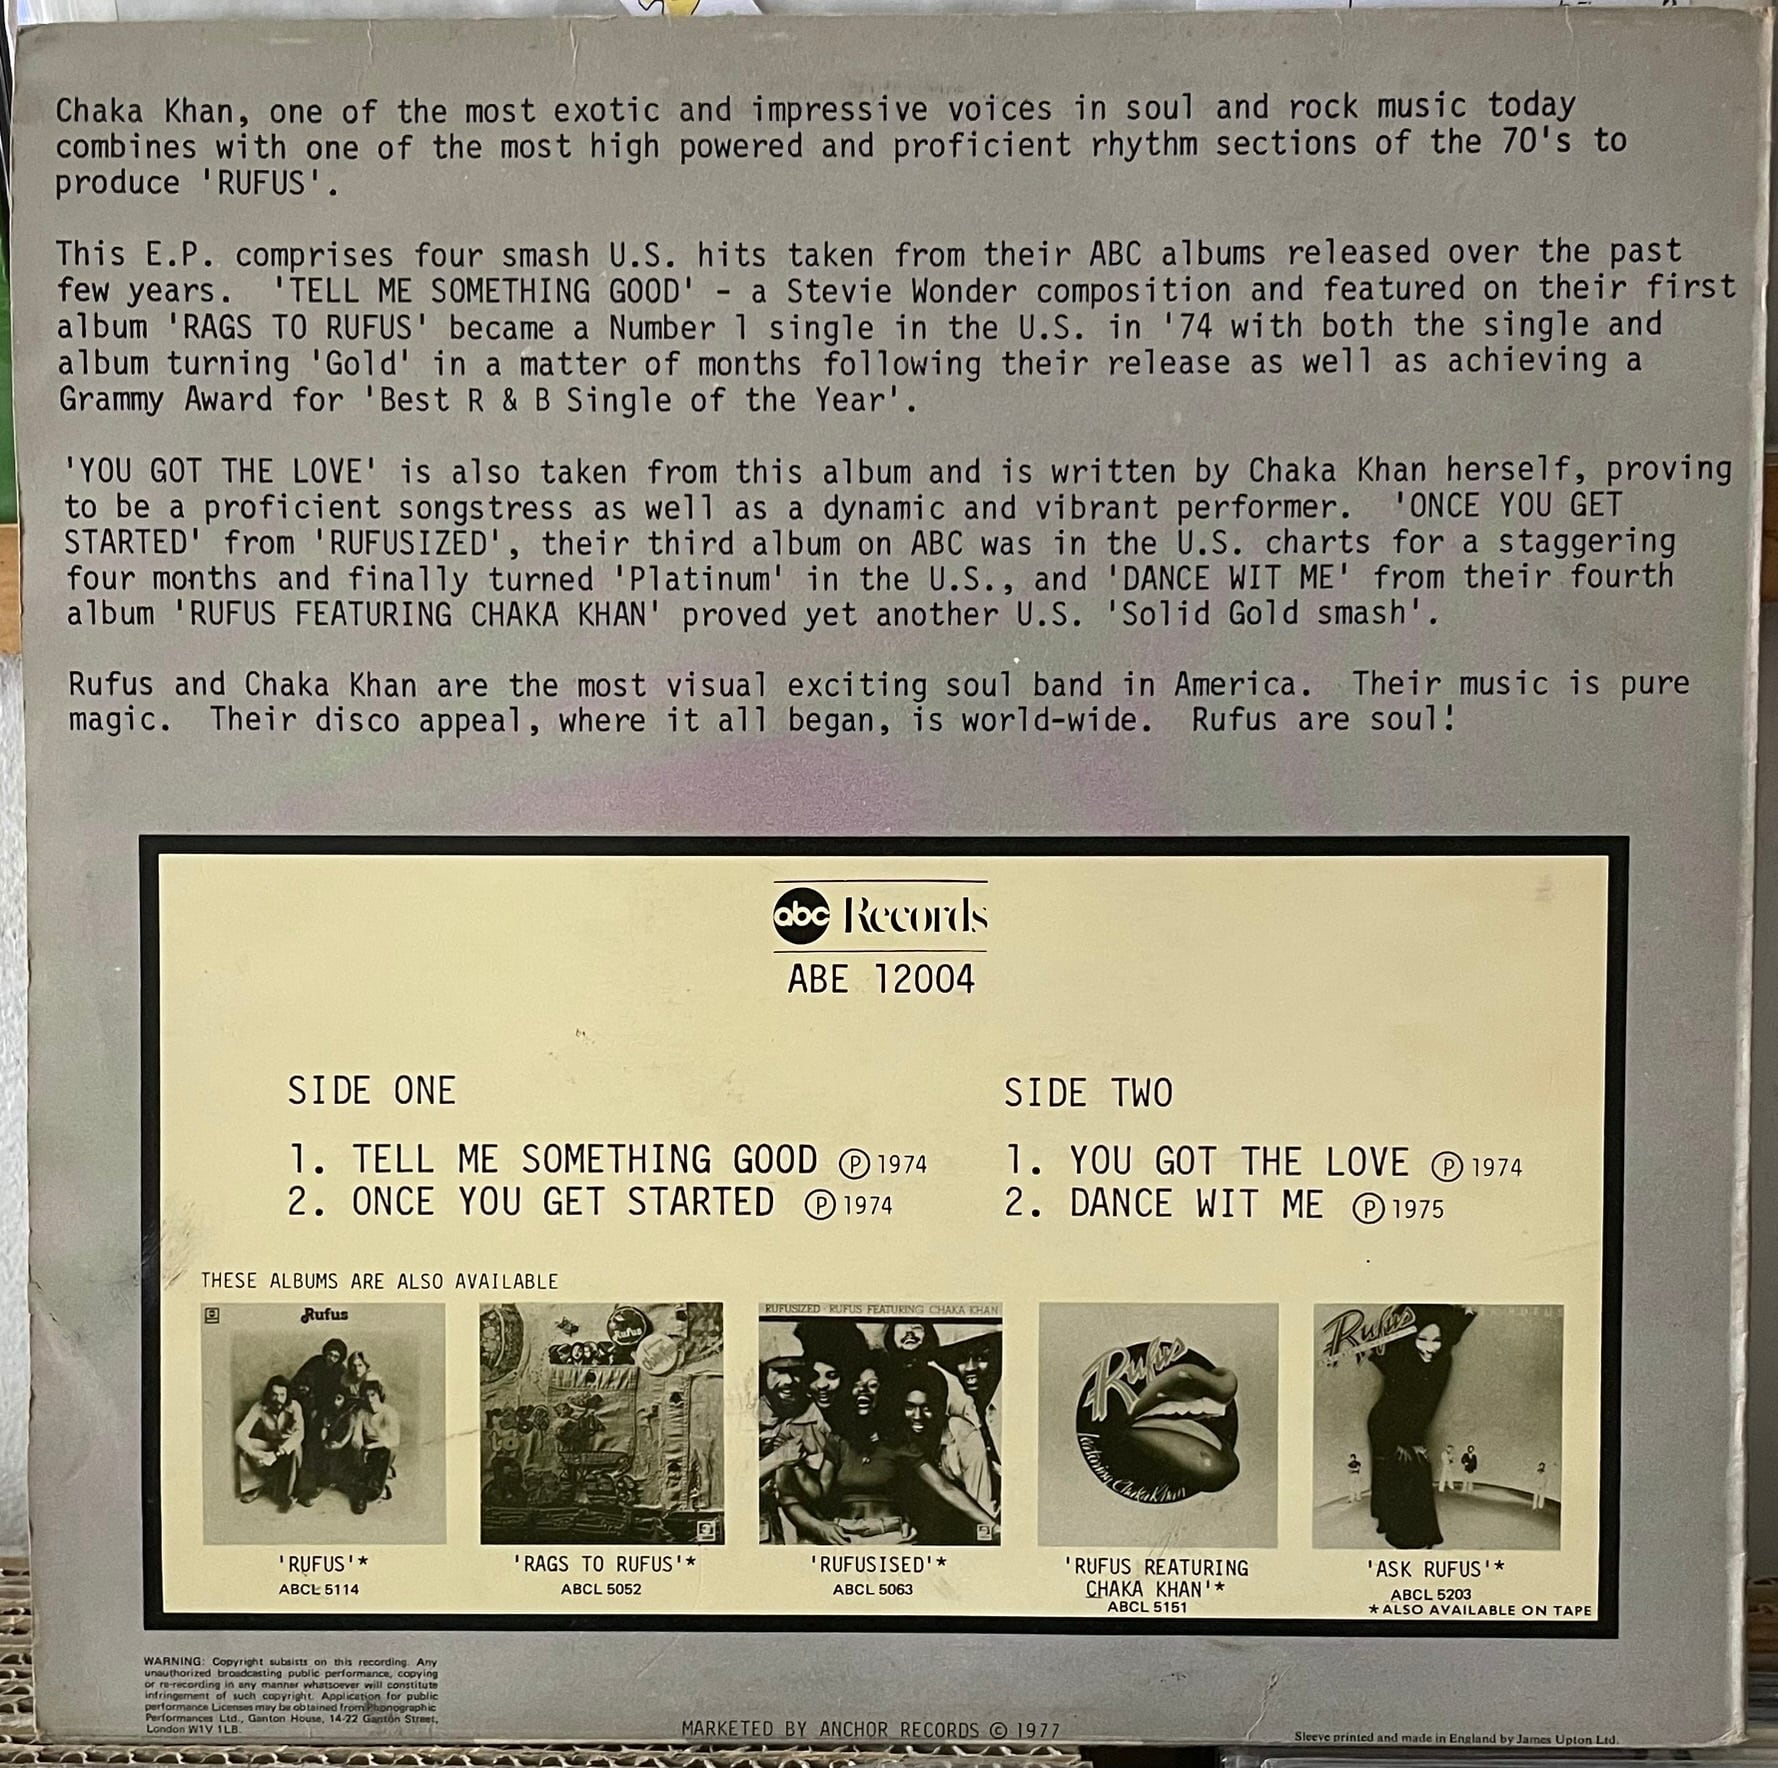 Chaka Khan, one of the most exotic and impressive voices in soul and rock music today
combines with one of the most high powered and proficient rhythm sections of the 70's to
produce 'RUFUS'.
This E.P. comprises four smash U.S. hits taken from their ABC albums released over the past
few years. 'TELL ME SOMETHING GOOD' - a Stevie Wonder composition and featured on their first
album 'RAGS TO RUFUS' became a Number 1 single in the U.S. in '74 with both the single and
album turning 'Gold' in a matter of months following their release as well as achieving a
Grammy Award for 'Best R & B Single of the Year'.
'YOU GOT THE LOVE' is also taken from this album and is written by Chaka Khan herself, proving
to be a proficient songstress as well as a dynamic and vibrant performer. 'ONCE YOU GET
STARTED' from 'RUFUSIZED', their third album on ABC was in the U.S. charts for a staggering
four months and finally turned 'Platinum' in the U.S., and 'DANCE WIT ME' from their fourth
album 'RUFUS FEATURING CHAKA KHAN' proved yet another U.S. 'Solid Gold smash'.
Rufus and Chaka Khan are the most visual exciting soul band in America. Their music is pure
magic. Their disco appeal, where it all began, is world-wide. Rufus are soul!
abc Records
ABE 12004
SIDE ONE
1. TELL ME SOMETHING GOOD Ⓟ 1974
2. ONCE YOU GET STARTED Ⓟ 1974
SIDE TWO
1. YOU GOT THE LOVE Ⓟ 1974
2. DANCE WIT ME Ⓟ 1975
THESE ALBUMS ARE ALSO AVAILABLE
Rufus
Rufus
RUFUSIZED · RUFUS FEATURING CHAKA KHAN
Rufus
featuring Chaka Khan
Rufus
'RUFUS'*
ABCL 5114
'RAGS TO RUFUS'*
ABCL 5052
'RUFUSISED'*
ABCL 5063
'RUFUS REATURING
CHAKA KHAN'*
ABCL 5151
'ASK RUFUS'*
ABCL 5203
*ALSO AVAILABLE ON TAPE
WARNING: Copyright subsists on this recording. Any
unauthorized broadcasting public performance, copying
or re-recording in any manner whatsoever will constitute
infringement of such copyright. Application for public
performance Licenses may be obtained from Phonographic
Performances Ltd., Ganton House, 14-22 Ganton Street,
London W1V 1LB.
MARKETED BY ANCHOR RECORDS © 1977
Sleeve printed and made in England by James Upton Ltd.